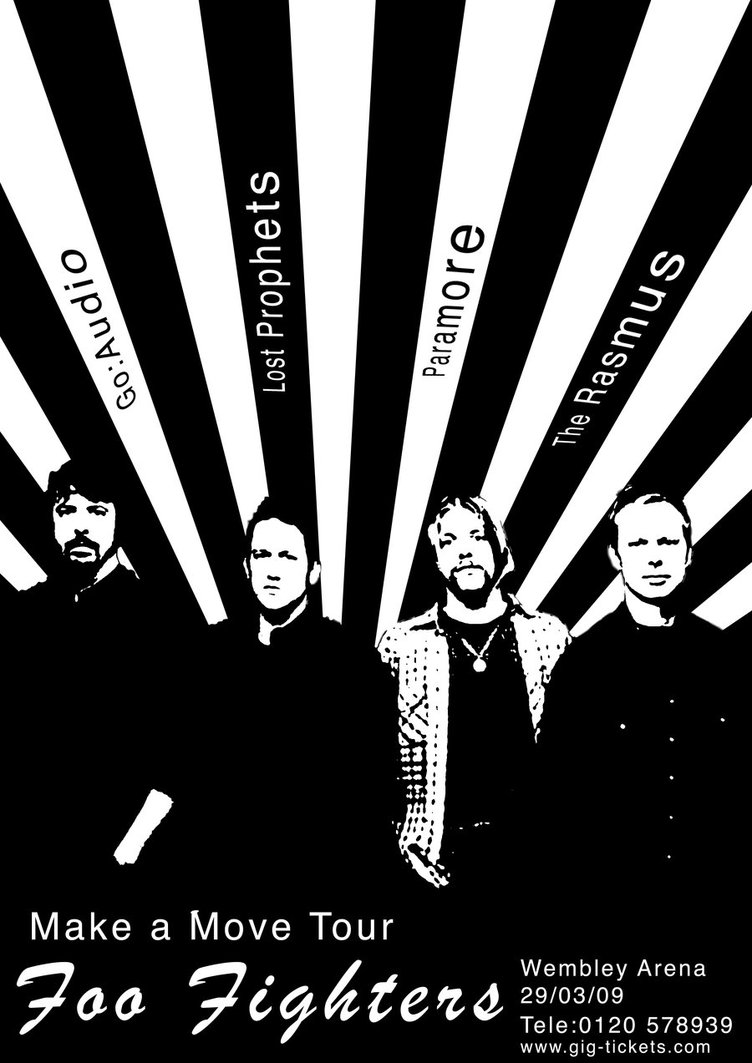 Go:Audio
Lost Prophets
Paramore
The Rasmus
Make a Move Tour
Foo Fighters
Wembley Arena
29/03/09
Tele:0120 578939
www.gig-tickets.com